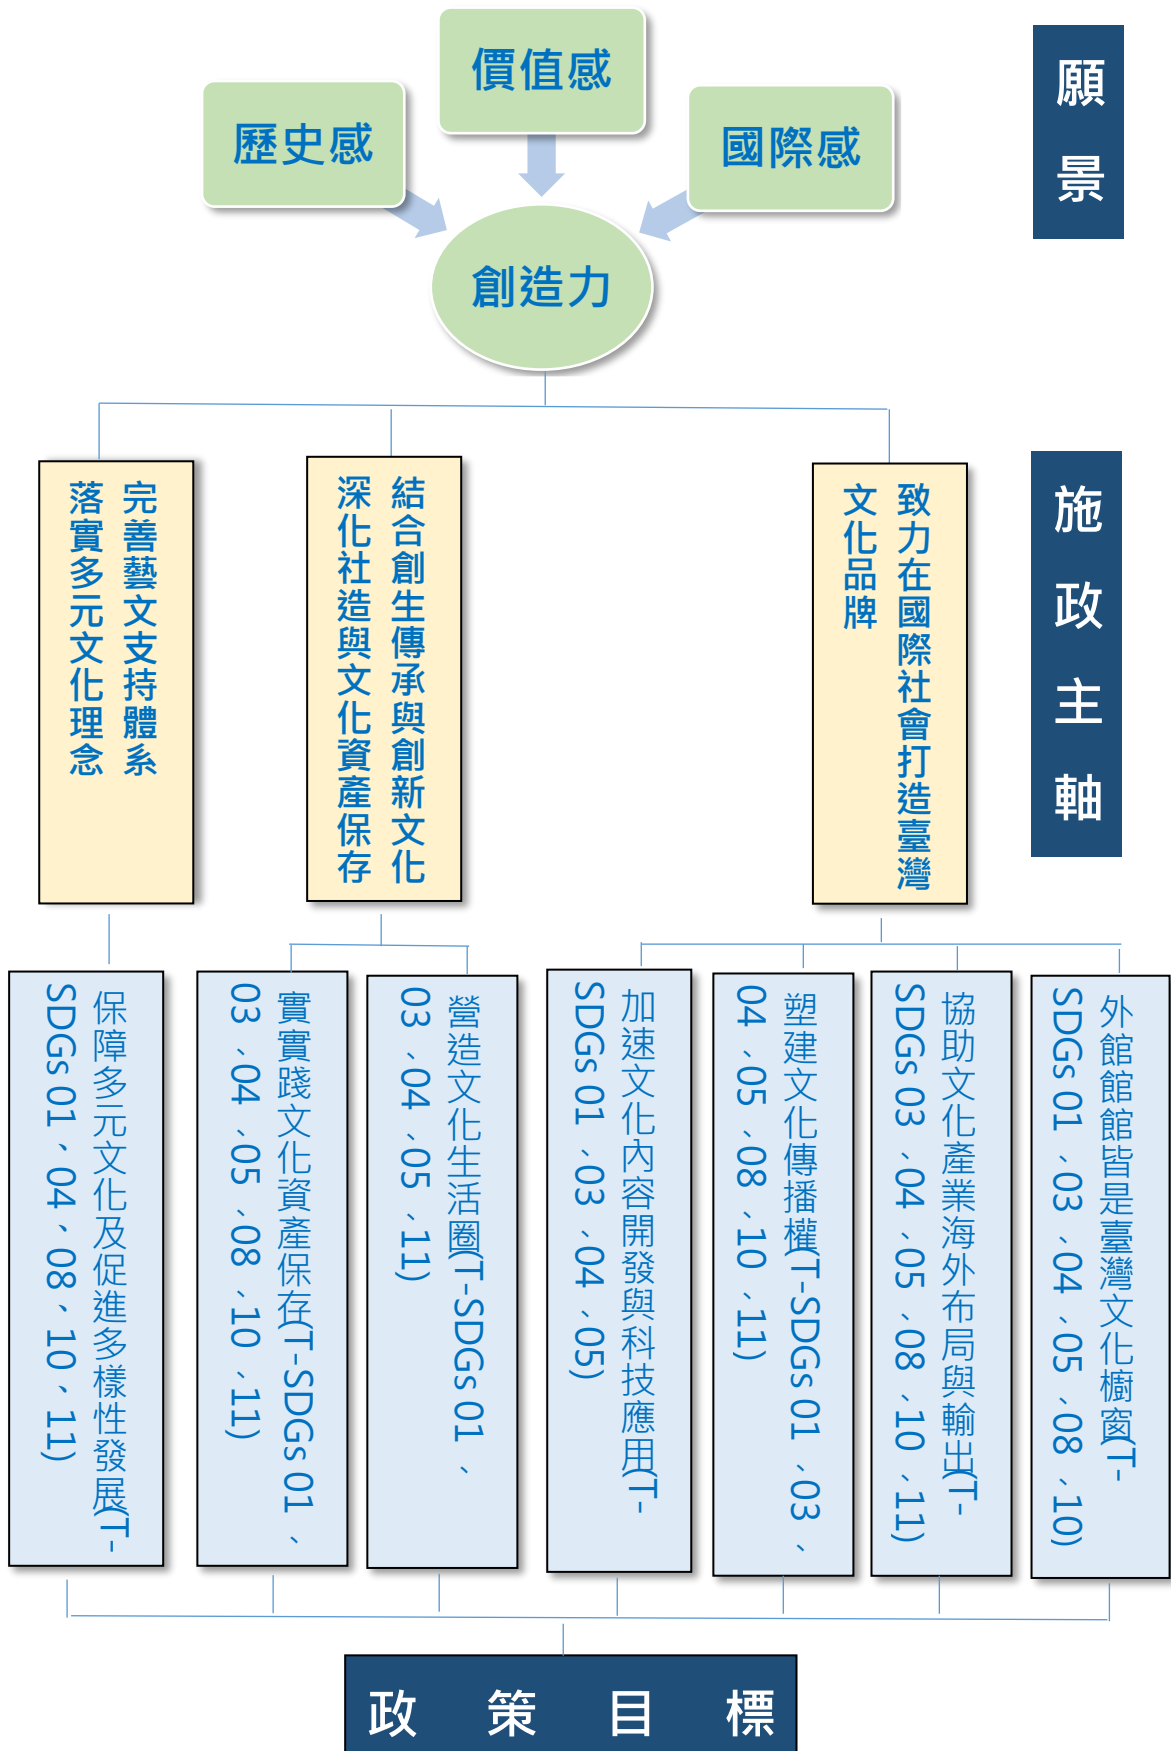 價值感
歷史感
國際感
創造力
願景
完善藝文支持體系
落實多元文化理念
結合創生傳承與創新文化
深化社造與文化資產保存
致力在國際社會打造臺灣
文化品牌
施政主軸
保障多元文化及促進多樣性發展(T-
SDGs 01、04、08、10、11)
實實踐文化資產保存(T-SDGs 01、
03、04、05、08、10、11)
營造文化生活圈(T-SDGs 01、
03、04、05、11)
加速文化內容開發與科技應用(T-
SDGs 01、03、04、05)
塑建文化傳播權(T-SDGs 01、03、
04、05、08、10、11)
協助文化產業海外布局與輸出(T-
SDGs 03、04、05、08、10、11)
外館館館皆是臺灣文化櫥窗(T-
SDGs 01、03、04、05、08、10)
政策目標